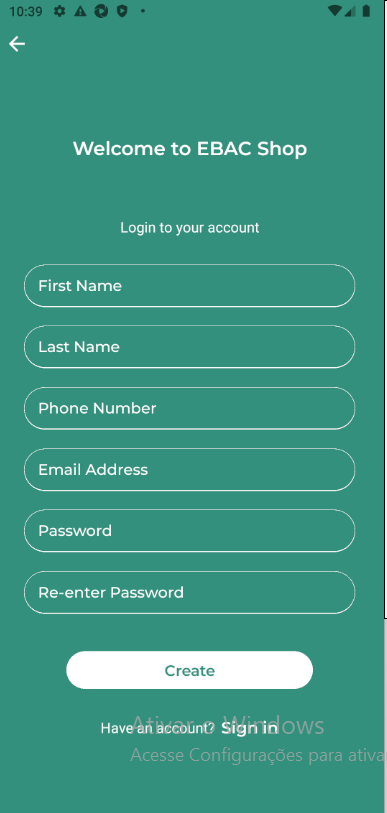 10:39
Welcome to EBAC Shop
Login to your account
First Name
Last Name
Phone Number
Email Address
Password
Re-enter Password
Create
Have an account? Sign in
Ativar o Windows
Acesse Configurações para ativa